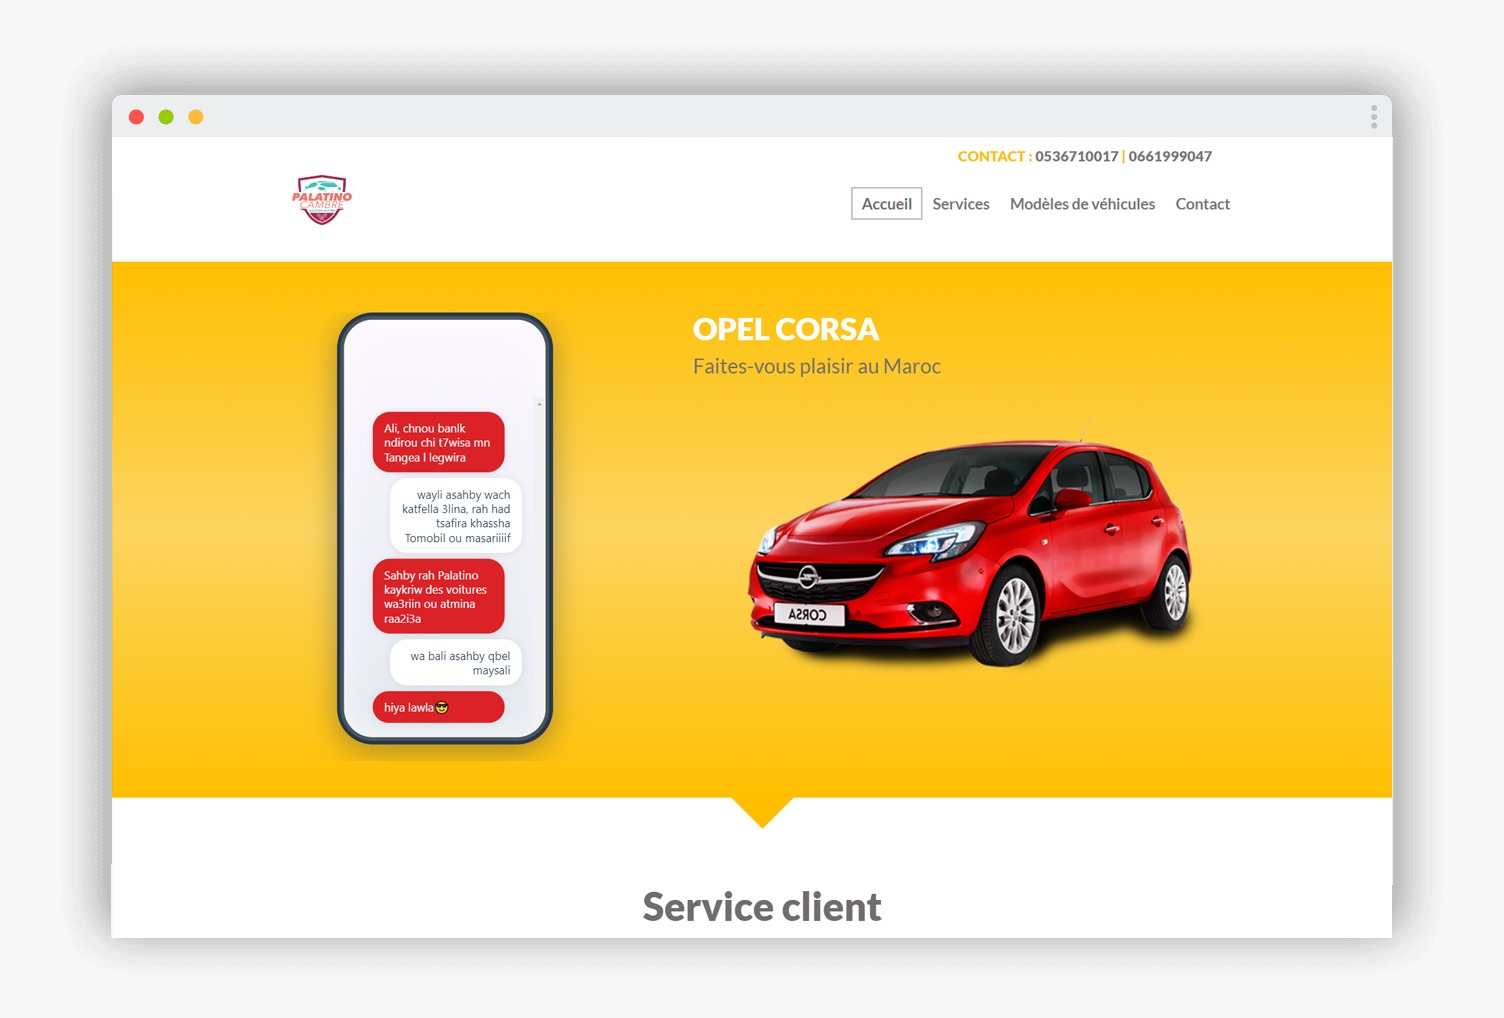 CONTACT : 0536710017 | 0661999047
PALATINO
CAMBRE
Accueil
Services
Modèles de véhicules
Contact
OPEL CORSA
Faites-vous plaisir au Maroc
Ali, chnou banlk
ndirou chi t7wisa mn
Tangea l legwira
wayli asahby wach
katfella 3lina, rah had
tsafira khassha
Tomobil ou masariiiif
Sahby rah Palatino
kaykriw des voitures
wa3riin ou atmina
raa2i3a
wa bali asahby qbel
maysali
hiya lawla😎
CORSA
Service client